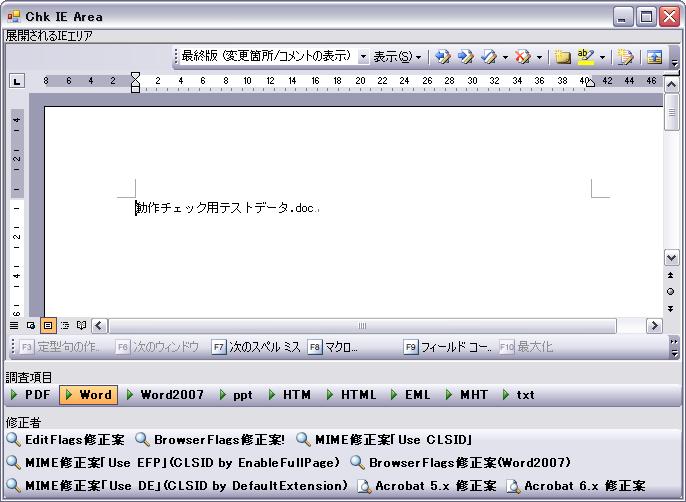 Chk IE Area
展開されるIEエリア
最終版 (変更箇所/コメントの表示) 表示(S)
8 6 4 2 2 4 6 8 10 12 14 16 18 20 22 24 26 28 30 32 34 36 38 40 42 44 46
動作チェック用テストデータ.doc
F3 定型句の作.. F6 次のウィンドウ F7 次のスペル ミス F8 マクロ... F9 フィールド コー.. F10 最大化
調査項目
PDF Word Word2007 ppt HTM HTML EML MHT txt
修正者
EditFlags修正案 BrowserFlags修正案! MIME修正案「Use CLSID」
MIME修正案「Use EFP」(CLSID by EnableFullPage) BrowserFlags修正案(Word2007)
MIME修正案「Use DE」(CLSID by DefaultExtension) Acrobat 5.x 修正案 Acrobat 6.x 修正案